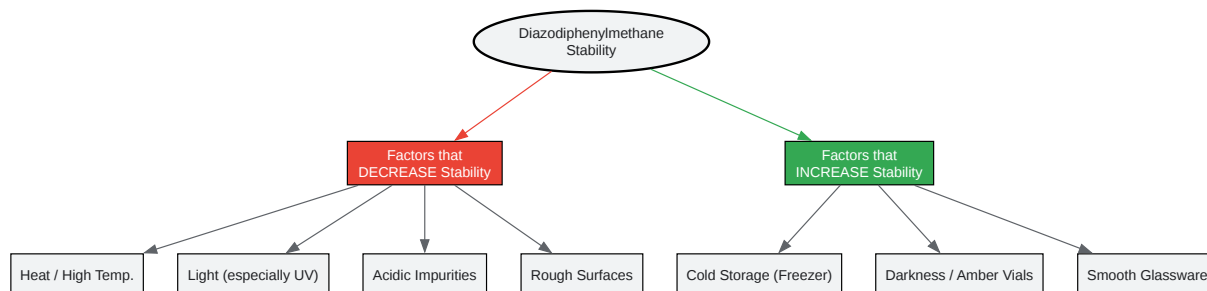 Diazodiphenylmethane
Stability
Factors that
DECREASE Stability
Factors that
INCREASE Stability
Heat / High Temp.
Light (especially UV)
Acidic Impurities
Rough Surfaces
Cold Storage (Freezer)
Darkness / Amber Vials
Smooth Glassware